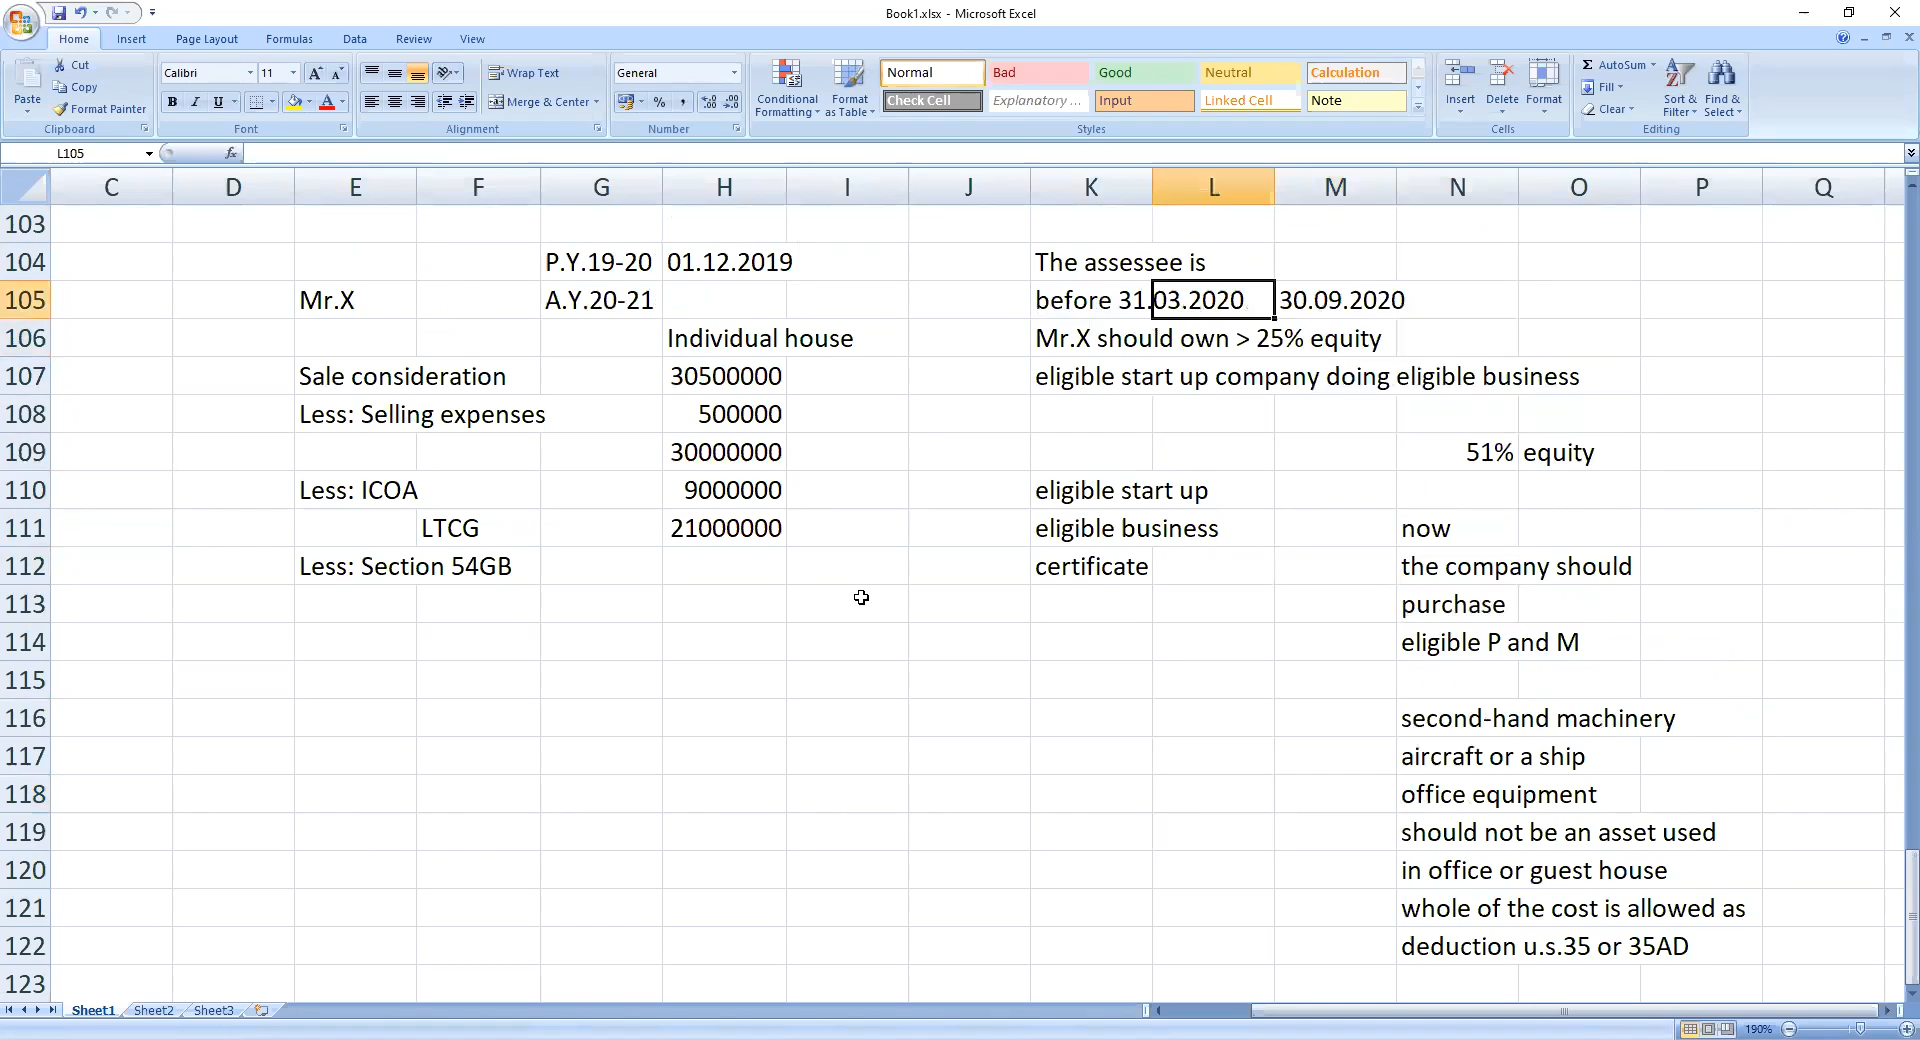 Book1.xlsx - Microsoft Excel
Home Insert Page Layout Formulas Data Review View
Paste
Cut
Copy
Format Painter
Clipboard
Calibri 11
B I U
Font
Wrap Text
Merge & Center
Alignment
General
Number
Conditional Formatting
Format as Table
Normal Bad Good Neutral Calculation
Check Cell Explanatory ... Input Linked Cell Note
Styles
Insert Delete Format
Cells
Σ AutoSum
Fill
Clear
Sort & Filter
Find & Select
Editing
L105 fx
C D E F G H I J K L M N O P Q
103
104 P.Y.19-20 01.12.2019 The assessee is
105 Mr.X A.Y.20-21 before 31.03.2020 30.09.2020
106 Individual house Mr.X should own > 25% equity
107 Sale consideration 30500000 eligible start up company doing eligible business
108 Less: Selling expenses 500000
109 30000000 51% equity
110 Less: ICOA 9000000 eligible start up
111 LTCG 21000000 eligible business now
112 Less: Section 54GB certificate the company should
113 purchase
114 eligible P and M
115
116 second-hand machinery
117 aircraft or a ship
118 office equipment
119 should not be an asset used
120 in office or guest house
121 whole of the cost is allowed as
122 deduction u.s.35 or 35AD
123
Sheet1 Sheet2 Sheet3
190%